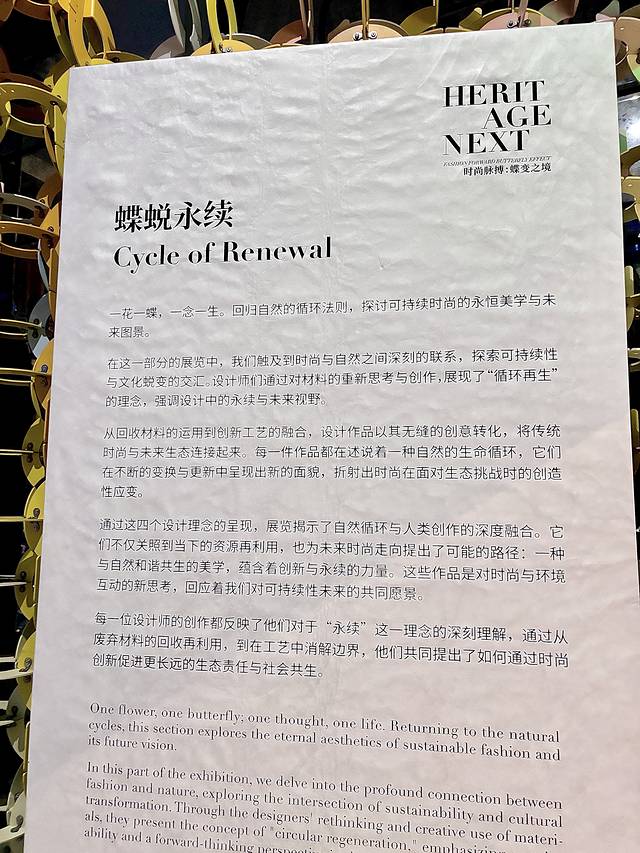 HERIT
AGE
NEXT
FASHION FORWARD BUTTERFLY EFFECT
时尚脉搏:蝶变之境
蝶蜕永续
Cycle of Renewal
一花一蝶，一念一生。回归自然的循环法则，探讨可持续时尚的永恒美学与未
来图景。
在这一部分的展览中，我们触及到时尚与自然之间深刻的联系，探索可持续性
与文化蜕变的交汇。设计师们通过对材料的重新思考与创作,展现了“循环再生”
的理念，强调设计中的永续与未来视野。
从回收材料的运用到创新工艺的融合，设计作品以其无缝的创意转化，将传统
时尚与未来生态连接起来。每一件作品都在述说着一种自然的生命循环，它们
在不断的变换与更新中呈现出新的面貌，折射出时尚在面对生态挑战时的创造
性应变。
通过这四个设计理念的呈现，展览揭示了自然循环与人类创作的深度融合。它
们不仅关照到当下的资源再利用，也为未来时尚走向提出了可能的路径：一种
与自然和谐共生的美学，蕴含着创新与永续的力量。这些作品是对时尚与环境
互动的新思考，回应着我们对可持续性未来的共同愿景。
每一位设计师的创作都反映了他们对于“永续”这一理念的深刻理解，通过从
废弃材料的回收再利用，到在工艺中消解边界，他们共同提出了如何通过时尚
创新促进更长远的生态责任与社会共生。
One flower, one butterfly; one thought, one life. Returning to the natural
cycles, this section explores the eternal aesthetics of sustainable fashion and
its future vision.
In this part of the exhibition, we delve into the profound connection between
fashion and nature, exploring the intersection of sustainability and cultural
transformation. Through the designers' rethinking and creative use of materi-
als, they present the concept of "circular regeneration," emphasizing
ability and a forward-thinking